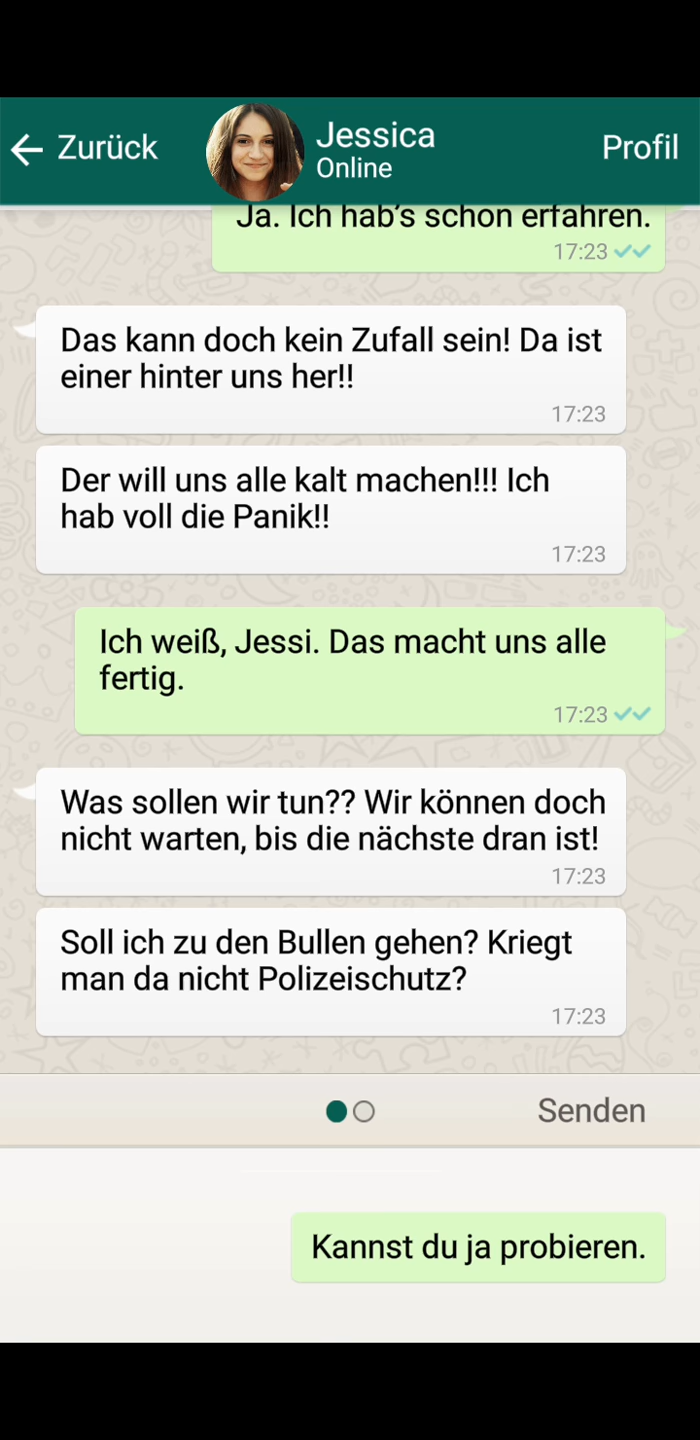 Zurück
Jessica
Profil
Online
Ja. Ich hab's schon erfahren.
17:23
Das kann doch kein Zufall sein! Da ist
einer hinter uns her!!
17:23
Der will uns alle kalt machen!!! Ich
hab voll die Panik!!
17:23
Ich weiß, Jessi. Das macht uns alle
fertig.
17:23
Was sollen wir tun?? Wir können doch
nicht warten, bis die nächste dran ist!
17:23
Soll ich zu den Bullen gehen? Kriegt
man da nicht Polizeischutz?
17:23
Senden
Kannst du ja probieren.